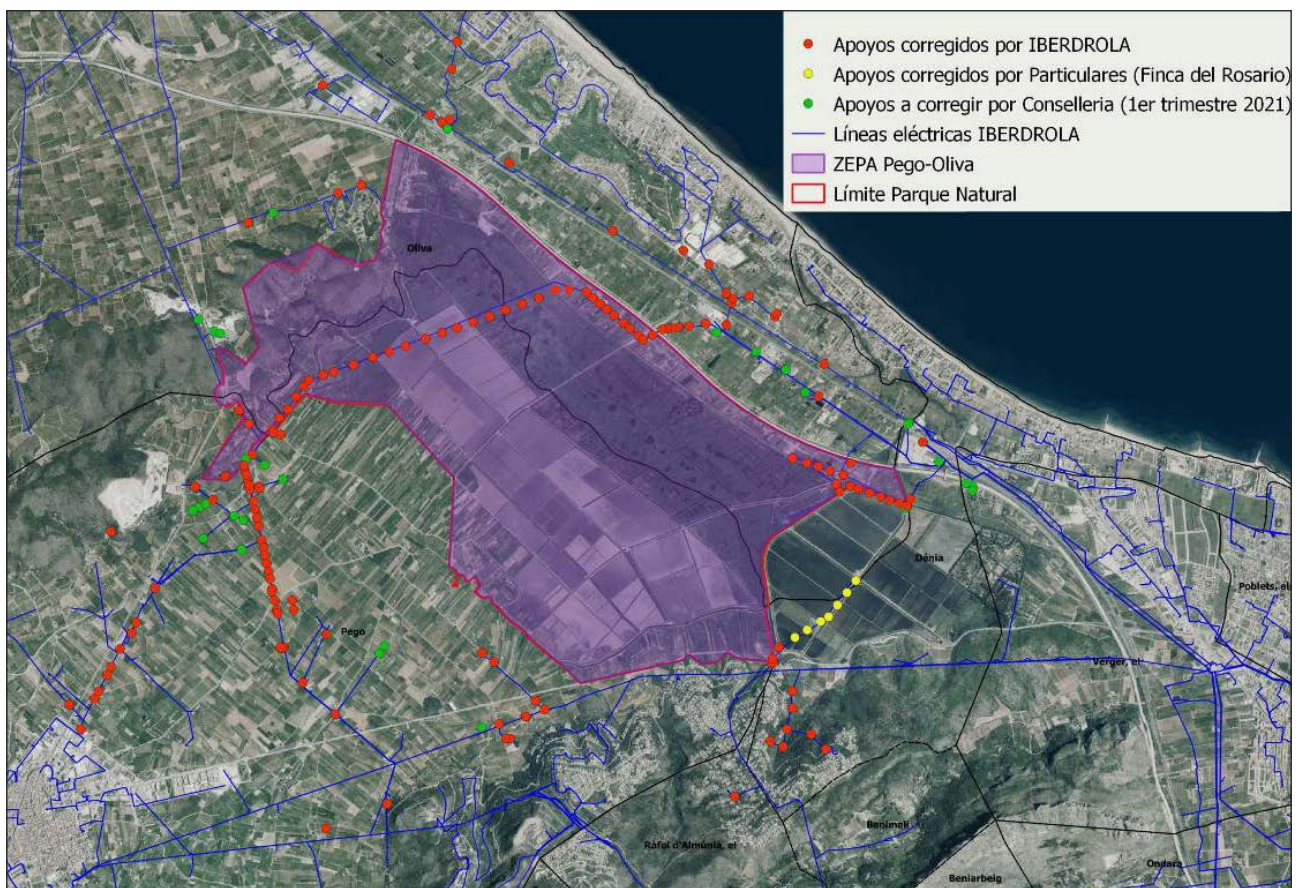 Apoyos corregidos por IBERDROLA
Apoyos corregidos por Particulares (Finca del Rosario)
Apoyos a corregir por Conselleria (1er trimestre 2021)
Líneas eléctricas IBERDROLA
ZEPA Pego-Oliva
Límite Parque Natural
Oliva
Dénia
Poblets, els
Pego
Verger, el
Benimeli
Ràfol d'Almúnia, el
Ondara
Beniarbeig